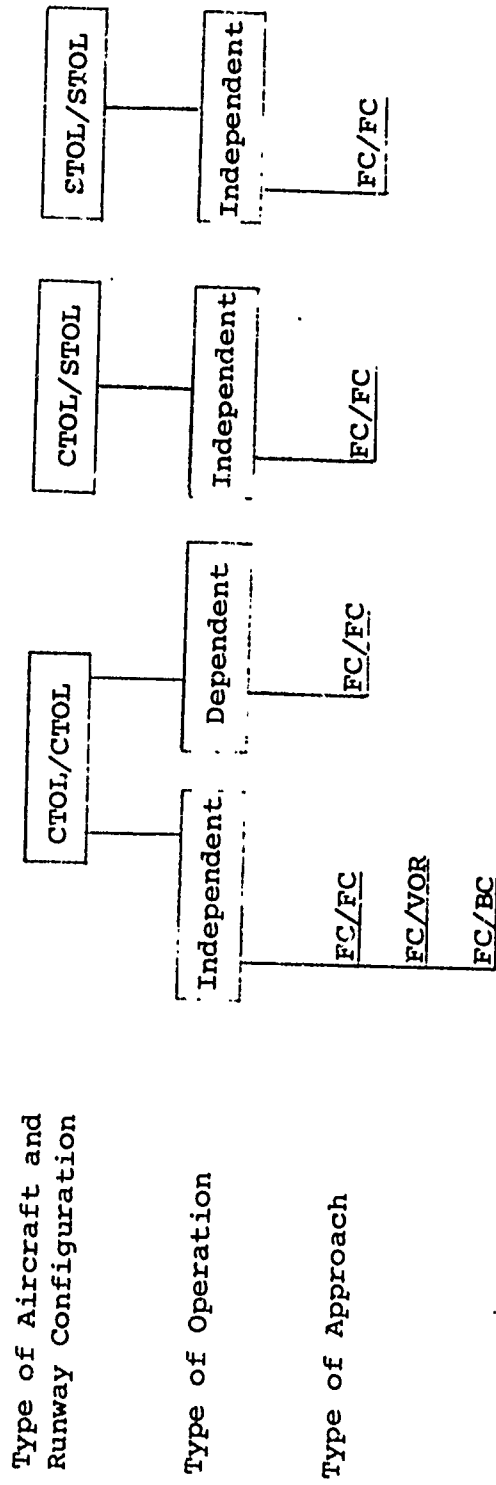 Type of Aircraft and
Runway Configuration
CTOL/CTOL
CTOL/STOL
STOL/STOL
Type of Operation
Independent
Dependent
Independent
Independent
Type of Approach
FC/FC
FC/VOR
FC/BC
FC/FC
FC/FC
FC/FC